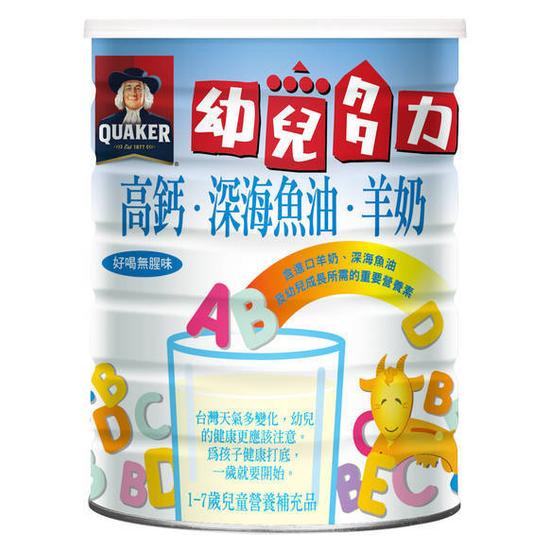 幼兒多力
QUAKER
Est 1877
®
高鈣·深海魚油·羊奶
好喝無腥味
含進口羊奶、深海魚油
及幼兒成長所需的重要營養素
A B
D
B
B D C
C
B D
B E C
台灣天氣多變化，幼兒
的健康更應該注意。
爲孩子健康打底，
一歲就要開始。
1-7歲兒童營養補充品